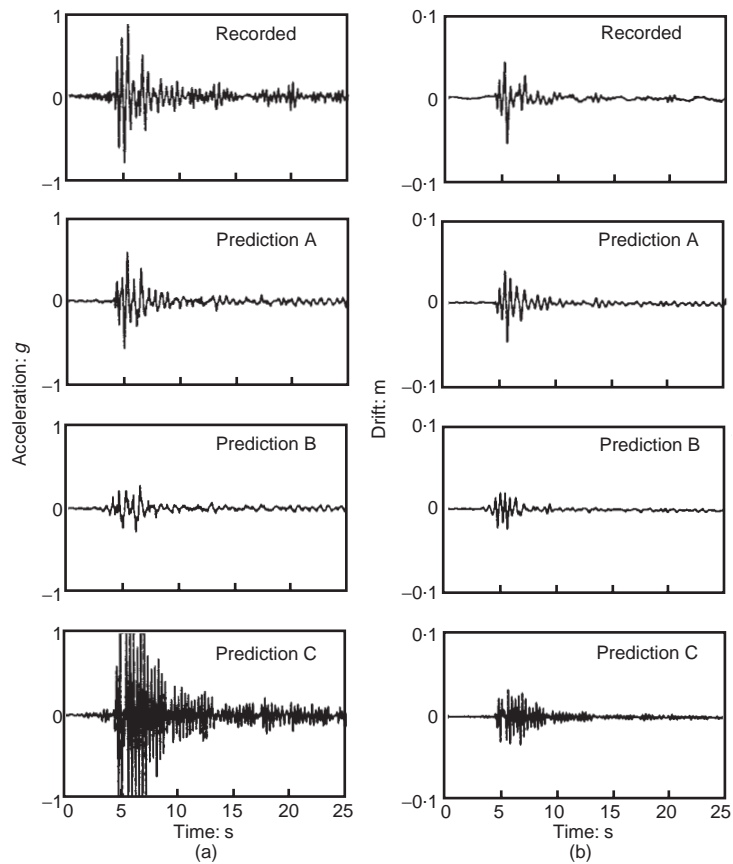 1
Recorded
0
–1
1
Prediction A
0
–1
1
Prediction B
0
–1
1
Prediction C
0
–1
0 5 10 15 20 25
Time: s
(a)
Acceleration: g
0·1
Recorded
0
–0·1
0·1
Prediction A
0
–0·1
0·1
Prediction B
0
–0·1
0·1
Prediction C
0
–0·1
0 5 10 15 20 25
Time: s
(b)
Drift: m